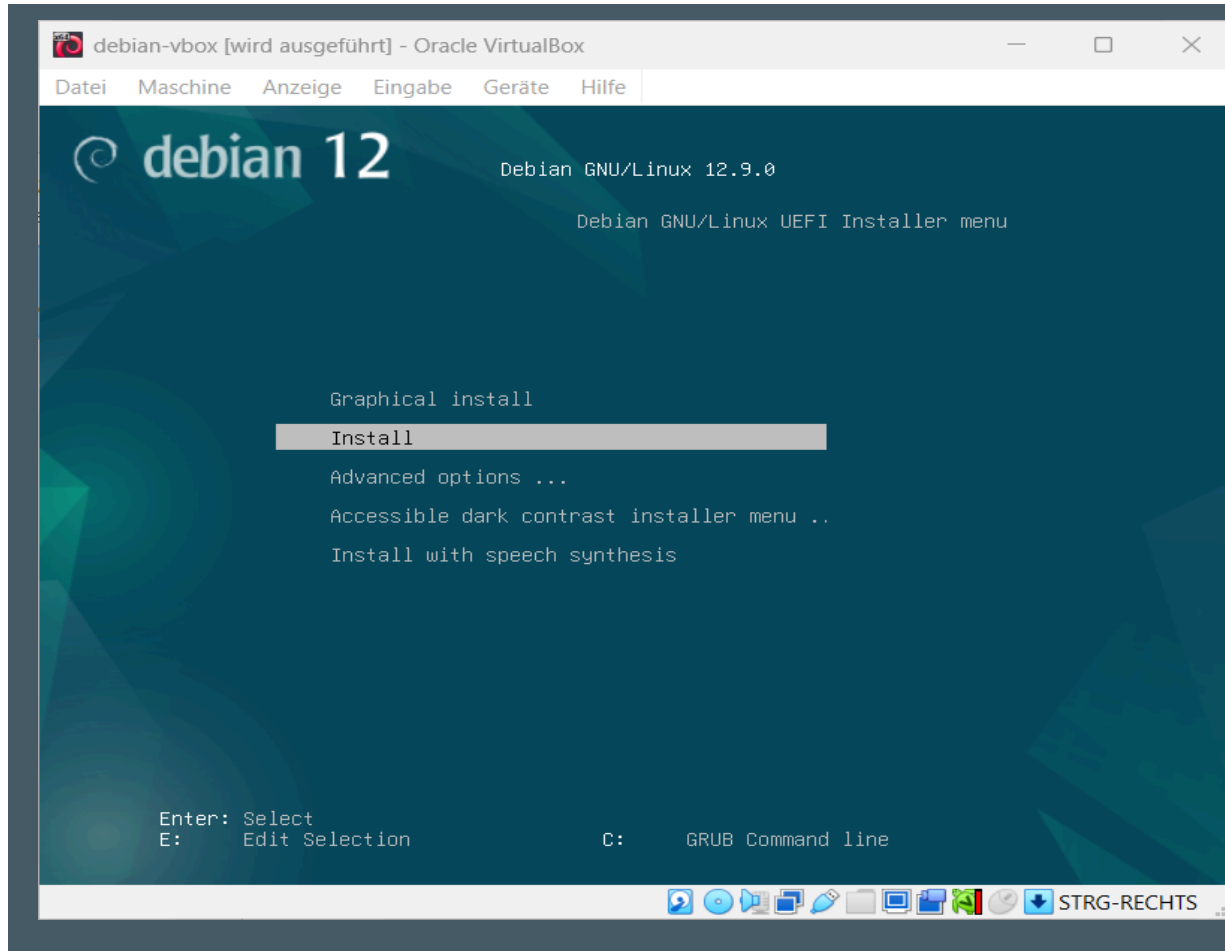 debian-vbox [wird ausgeführt] - Oracle VirtualBox
Datei Maschine Anzeige Eingabe Geräte Hilfe
debian 12
Debian GNU/Linux 12.9.0
Debian GNU/Linux UEFI Installer menu
Graphical install
Install
Advanced options ...
Accessible dark contrast installer menu ..
Install with speech synthesis
Enter: Select
E: Edit Selection C: GRUB Command line
STRG-RECHTS